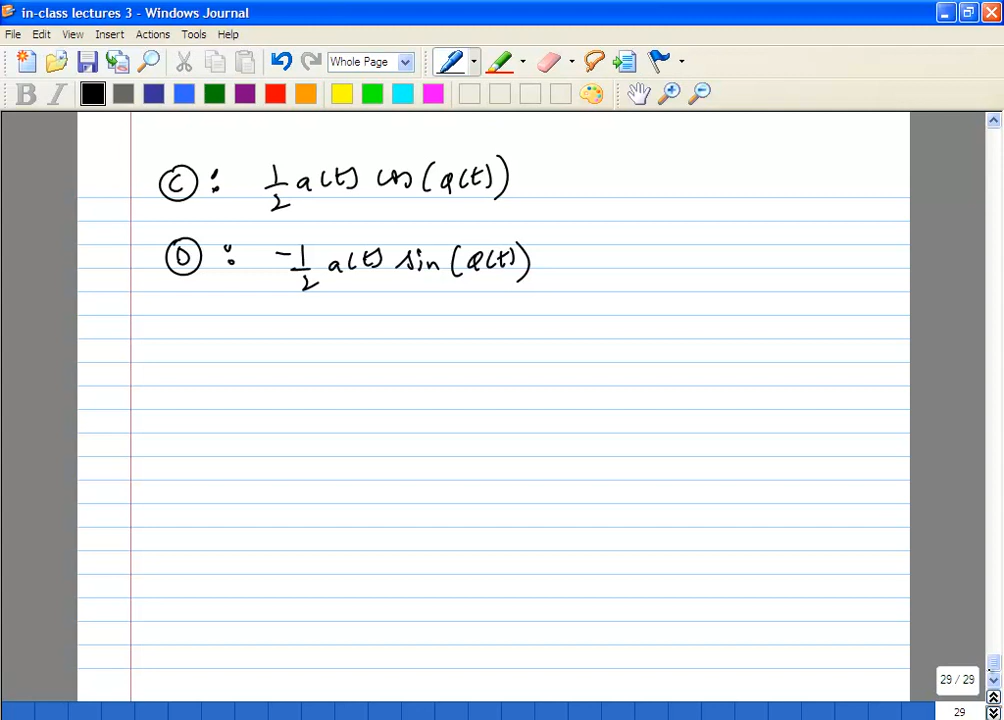 in-class lectures 3 - Windows Journal
File Edit View Insert Actions Tools Help
Whole Page
B I
Ⓒ : 1/2 a(t) cos(φ(t))
Ⓓ : -1/2 a(t) sin(φ(t))
29 / 29
29